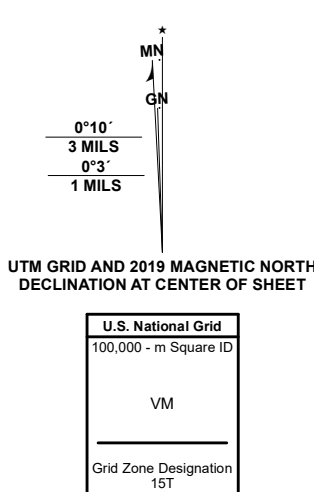 ★
MN
GN
0°10´
3 MILS
0°3´
1 MILS
UTM GRID AND 2019 MAGNETIC NORTH
DECLINATION AT CENTER OF SHEET
U.S. National Grid
100,000 - m Square ID
VM
Grid Zone Designation
15T